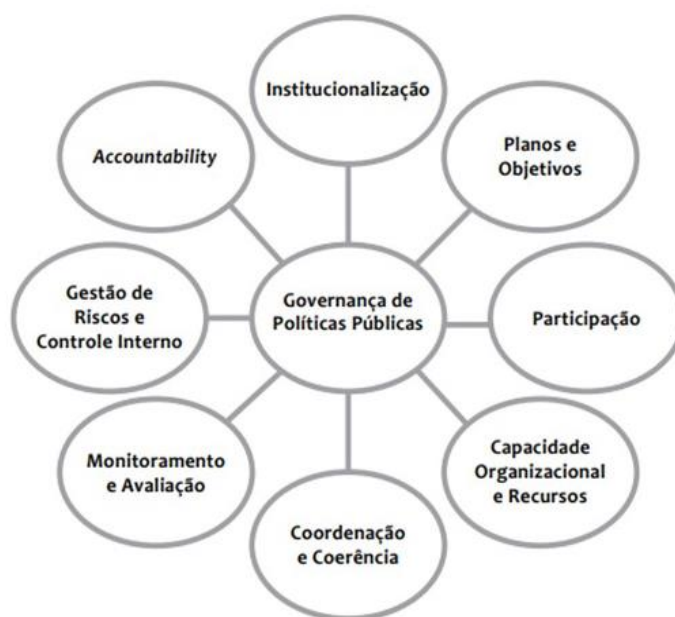 Institucionalização
Accountability
Planos e
Objetivos
Gestão de
Riscos e
Controle Interno
Governança de
Políticas Públicas
Participação
Monitoramento
e Avaliação
Capacidade
Organizacional
e Recursos
Coordenação
e Coerência